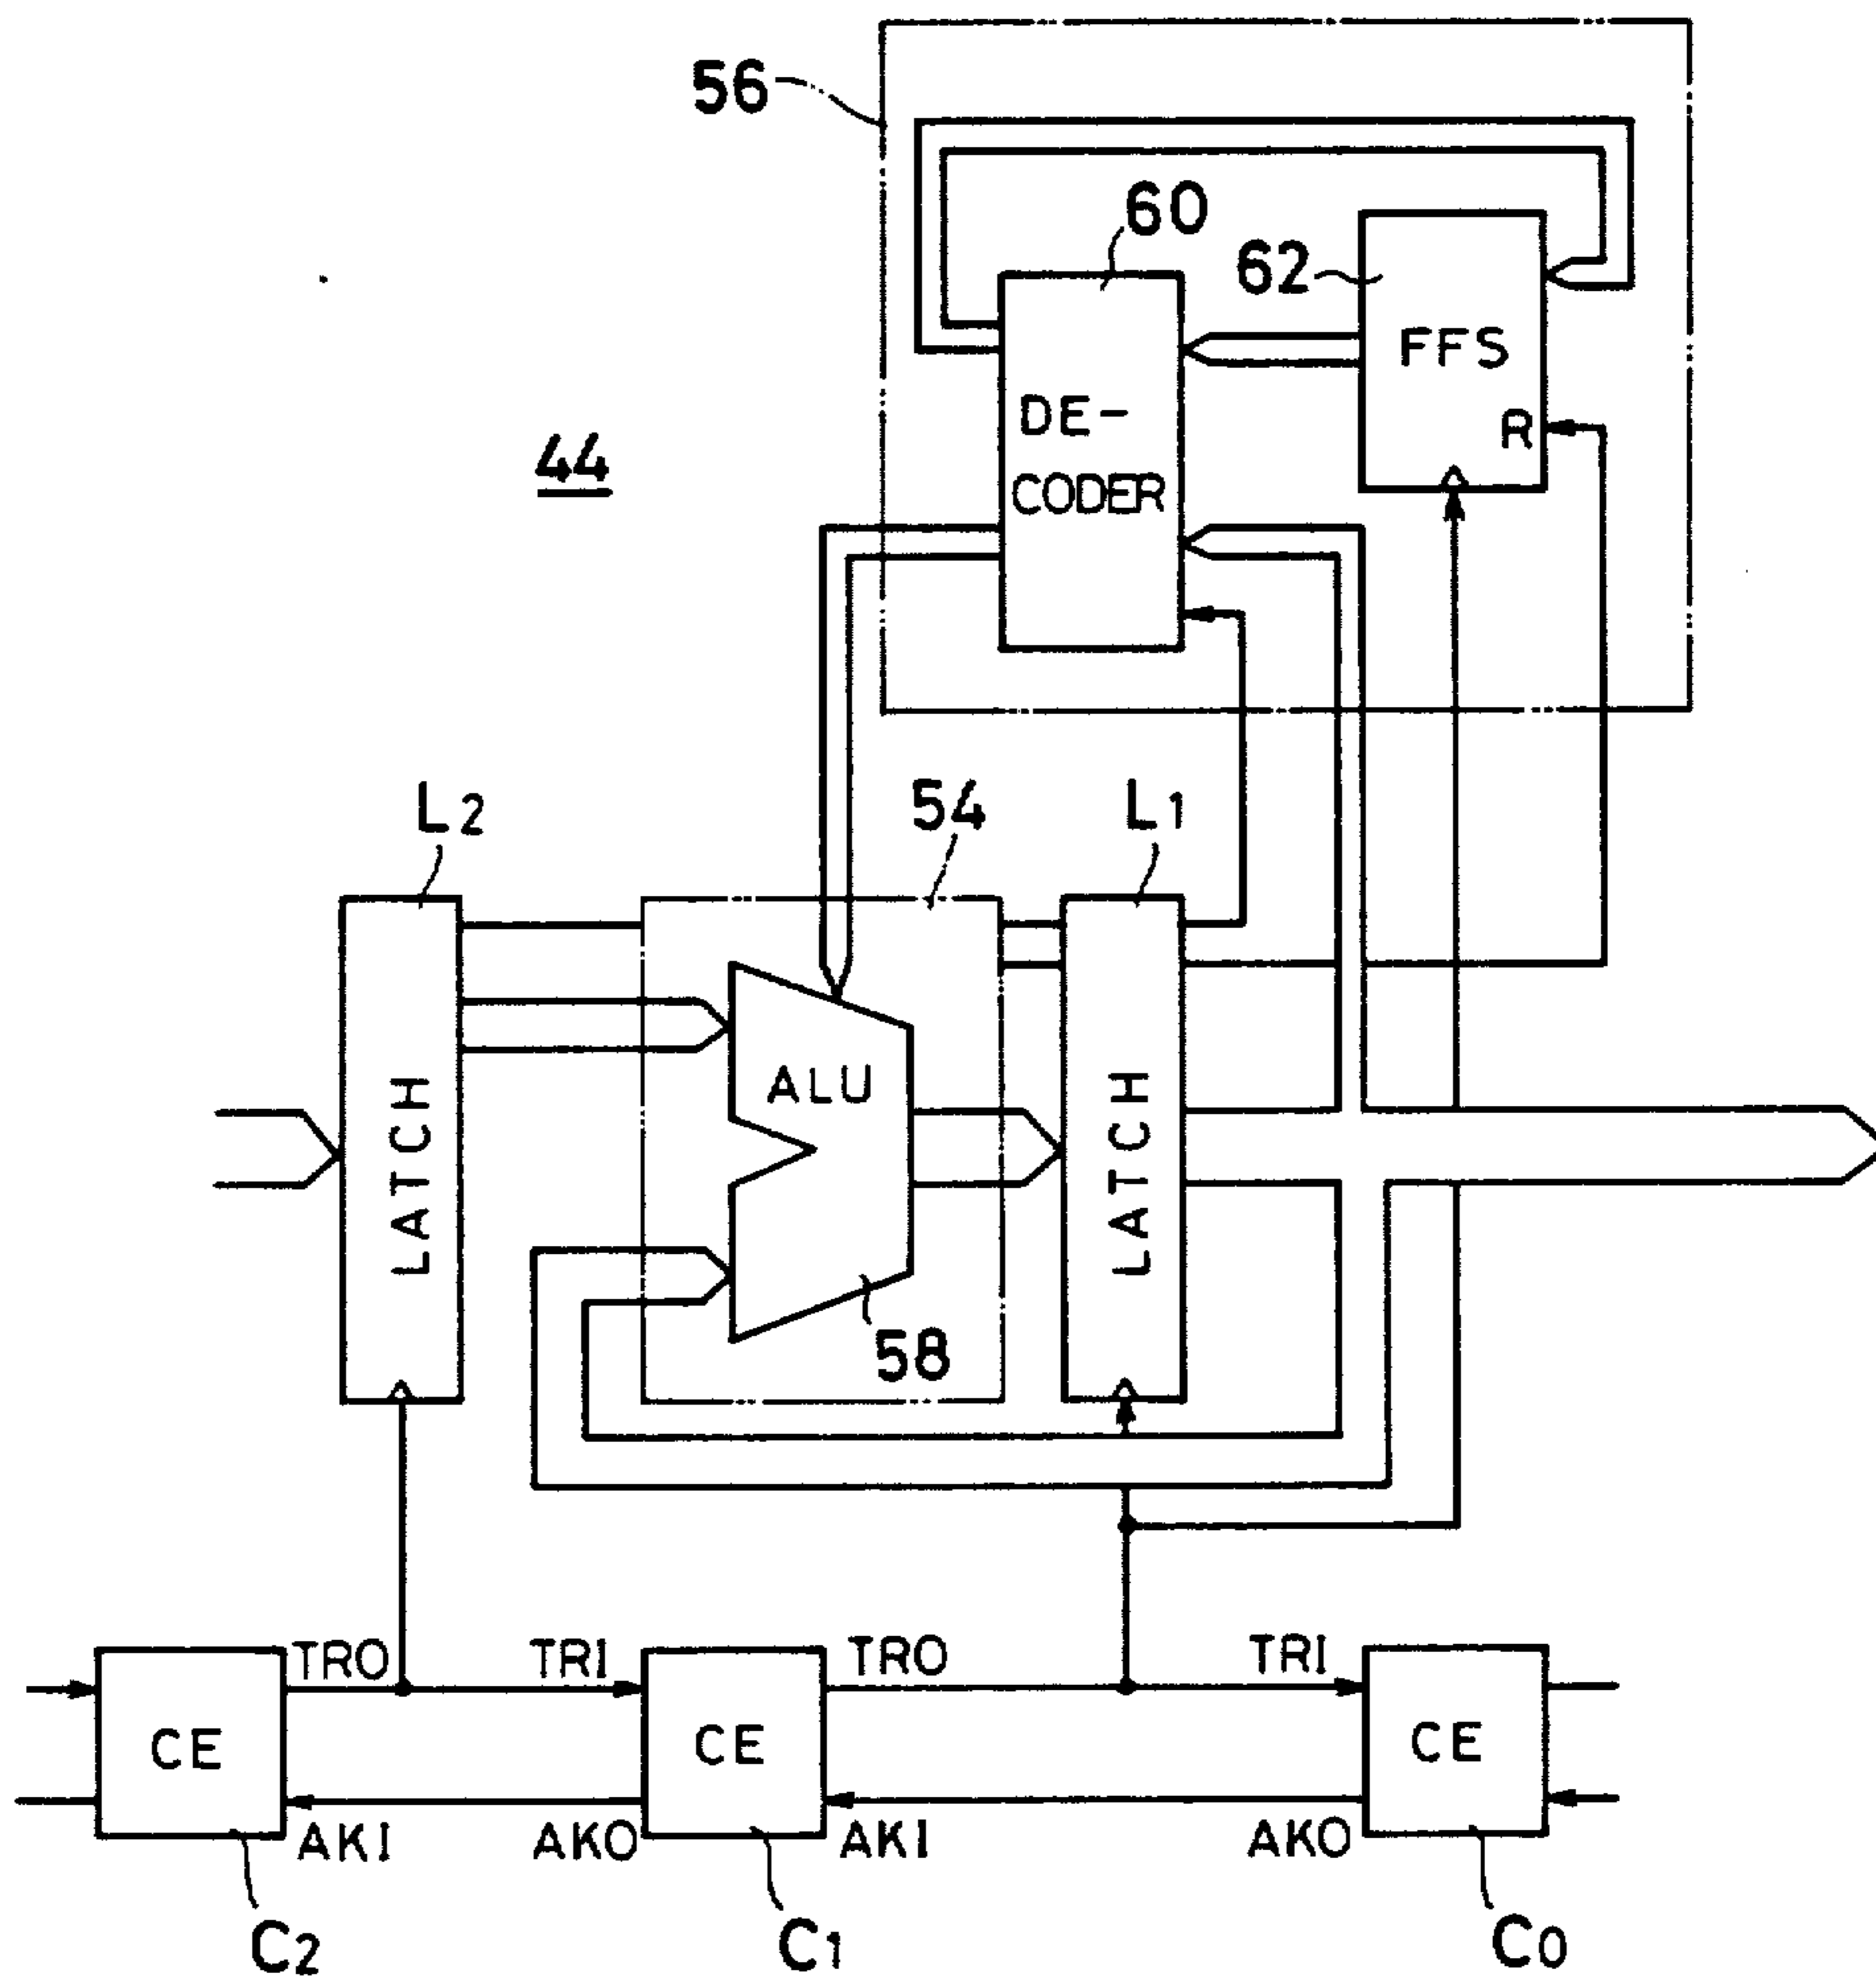 56
60
62
FFS
R
DE-
CODER
44
L2
54
L1
LATCH
ALU
LATCH
58
TRO
TRI
TRO
TRI
CE
CE
CE
AKI
AKO
AKI
AKO
C2
C1
C0